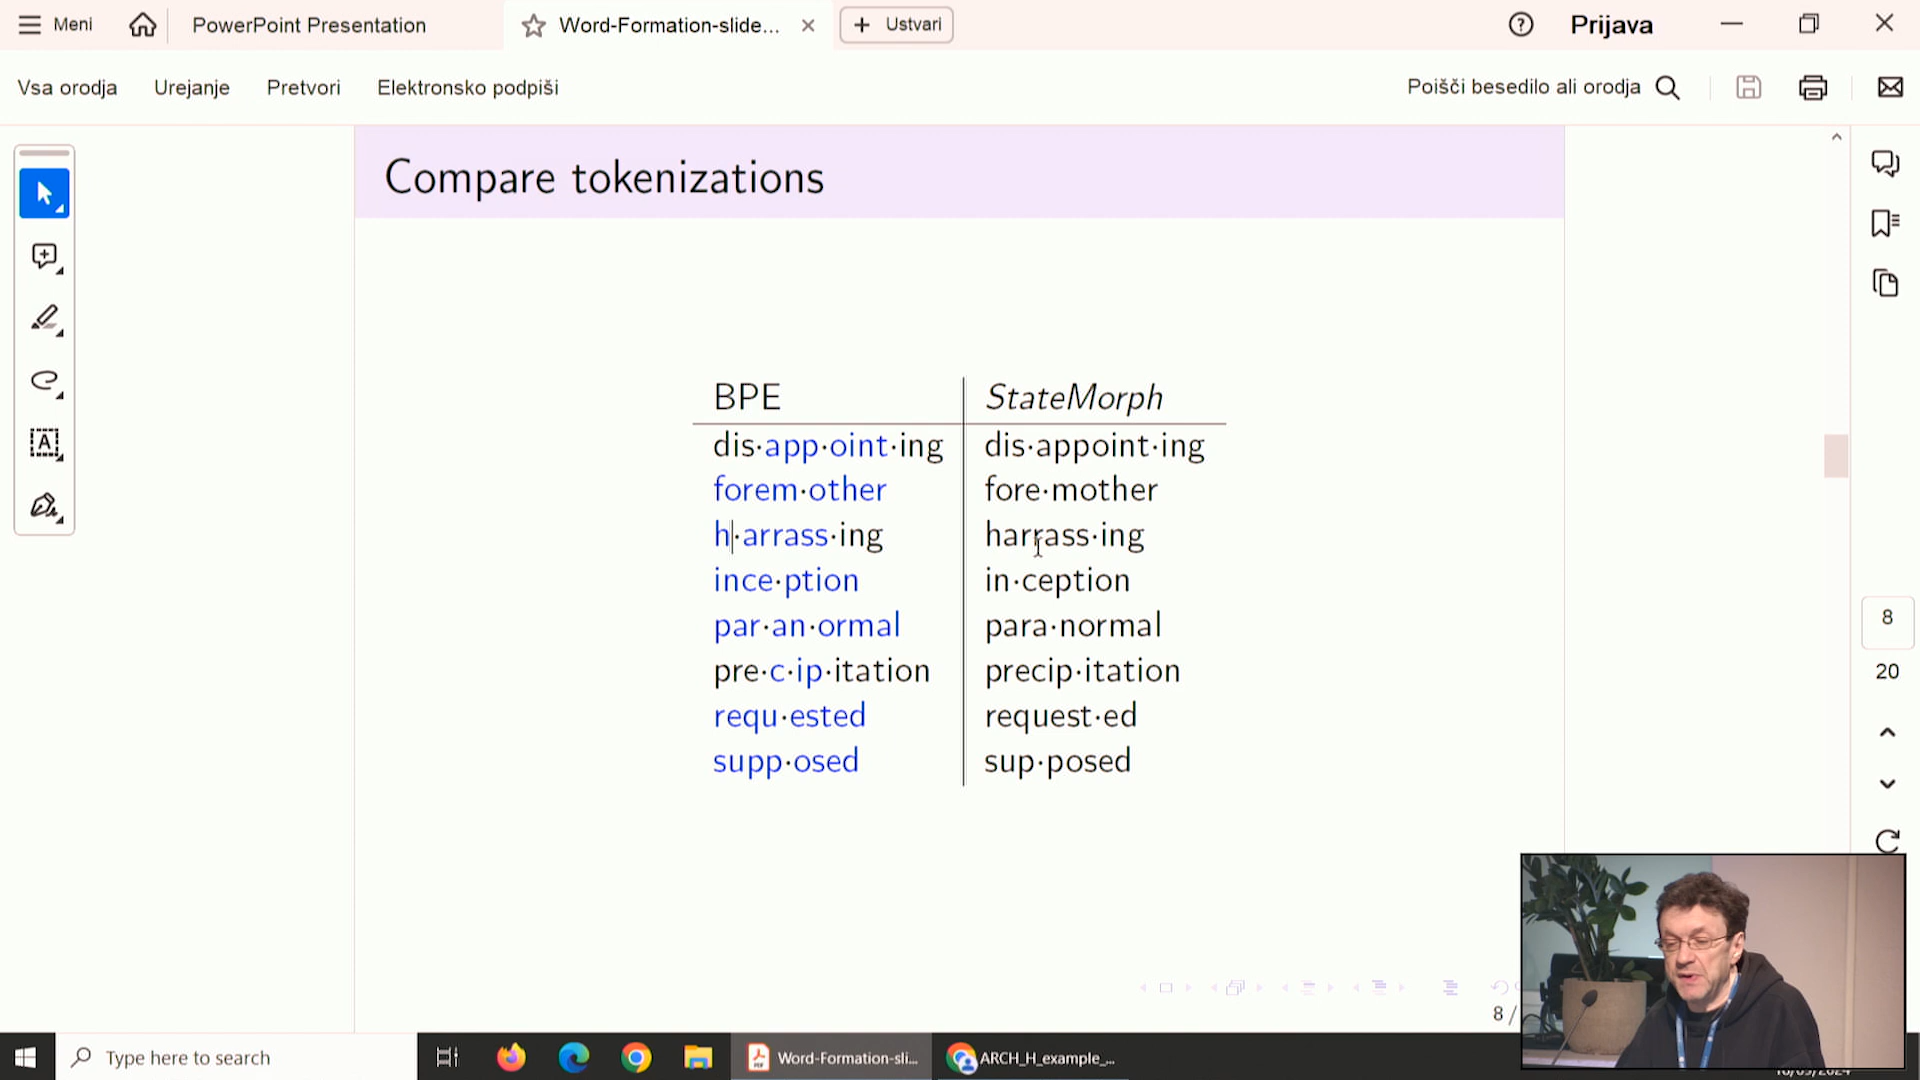 Meni
PowerPoint Presentation
Word-Formation-slide...
Ustvari
Prijava
Vsa orodja
Urejanje
Pretvori
Elektronsko podpiši
Poišči besedilo ali orodja
Compare tokenizations
BPE StateMorph
dis·app·oint·ing dis·appoint·ing
forem·other fore·mother
h·arrass·ing harrass·ing
ince·ption in·ception
par·an·ormal para·normal
pre·c·ip·itation precip·itation
requ·ested request·ed
supp·osed sup·posed
8
20
8 /
Type here to search
Word-Formation-sli...
ARCH_H_example_...